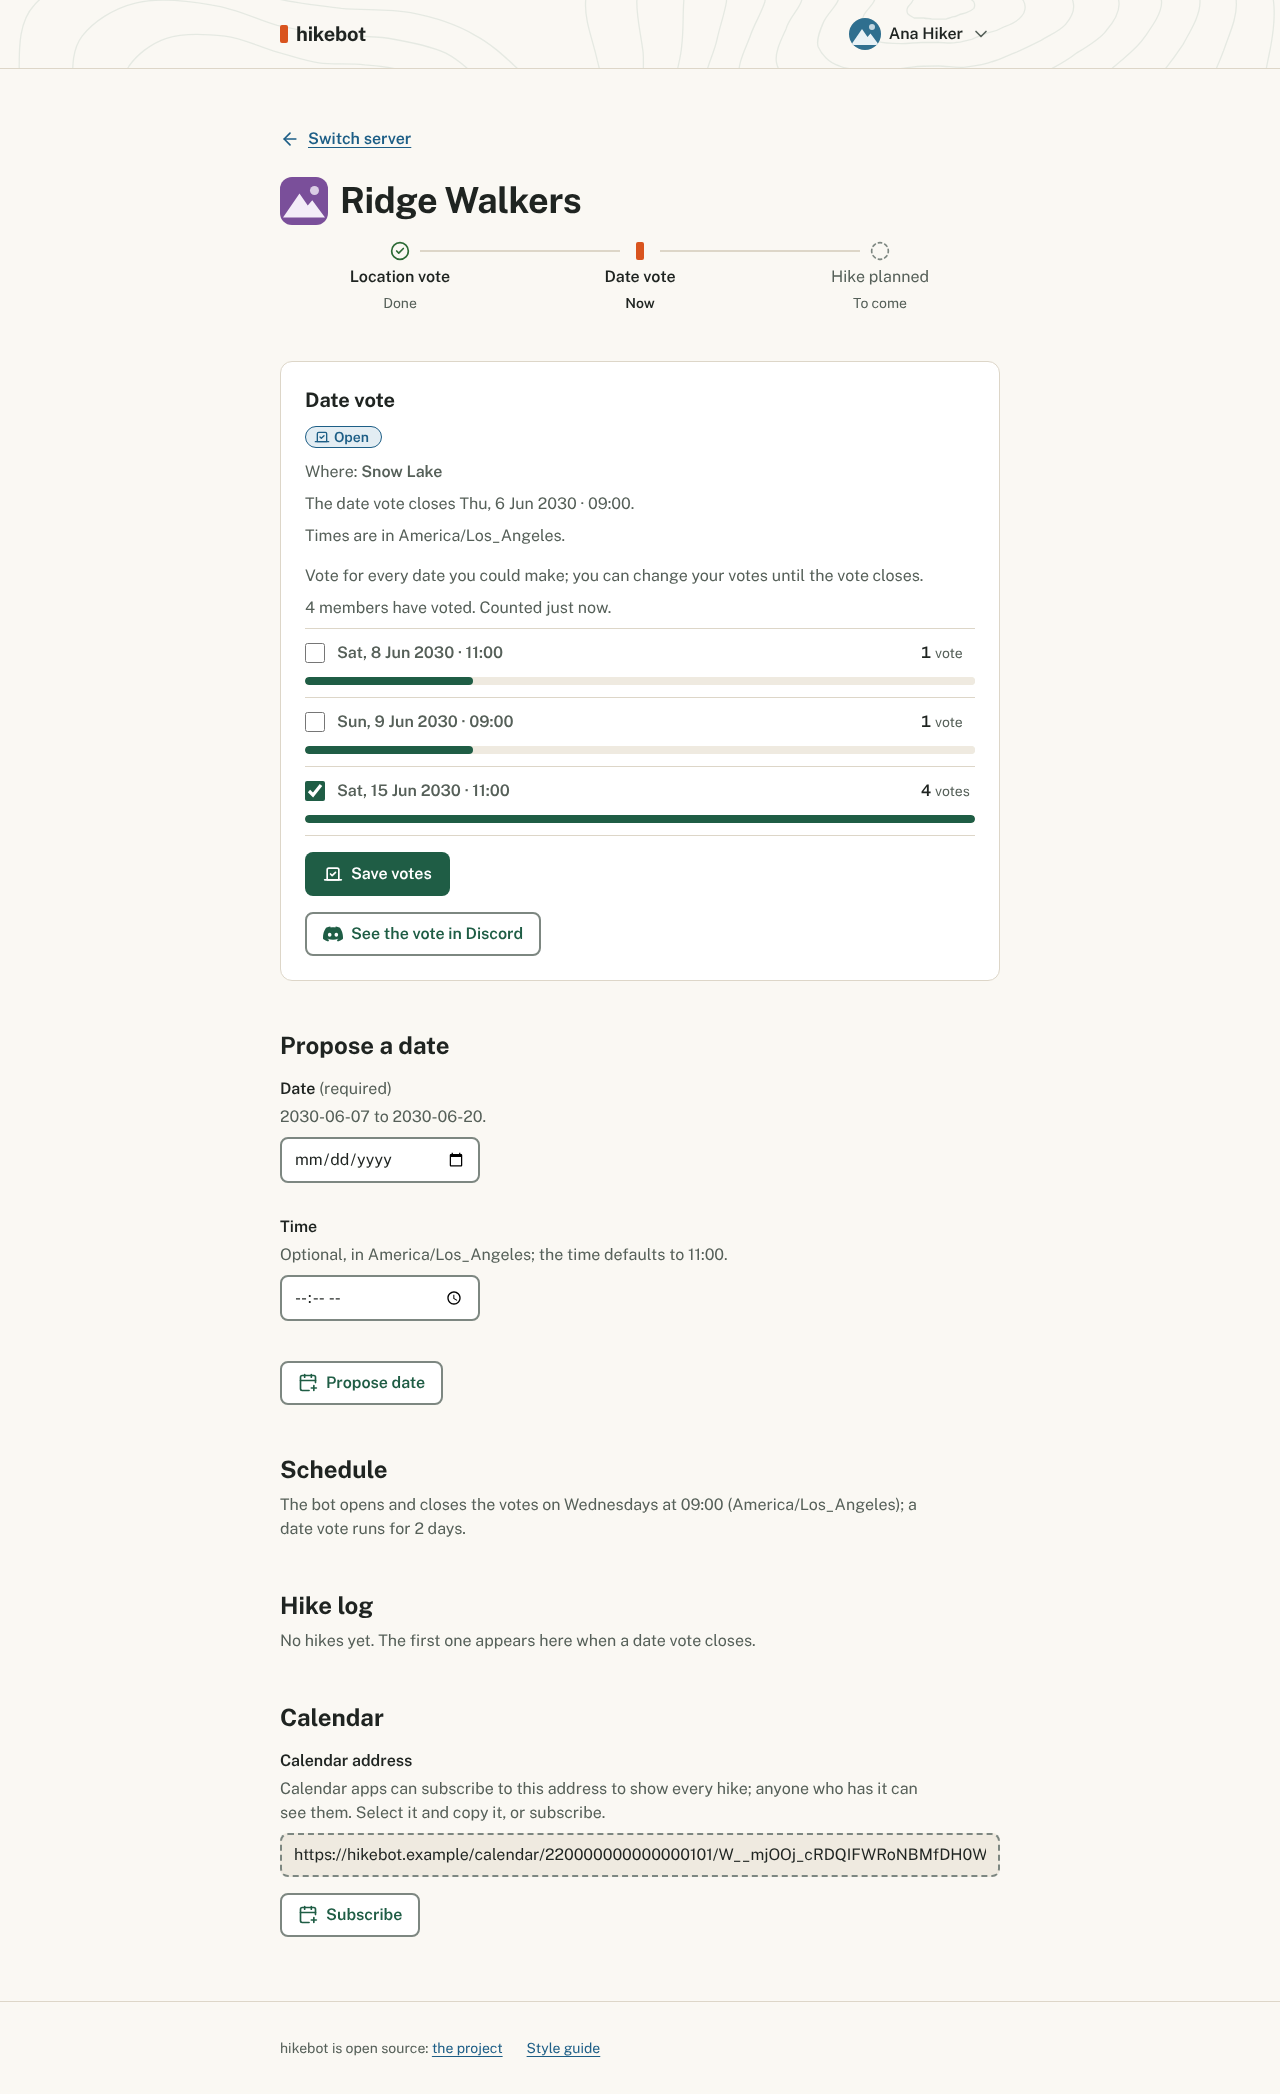 hikebot
Ana Hiker
Switch server
Ridge Walkers
Location vote
Done
Date vote
Now
Hike planned
To come
Date vote
Open
Where: Snow Lake
The date vote closes Thu, 6 Jun 2030 · 09:00.
Times are in America/Los_Angeles.
Vote for every date you could make; you can change your votes until the vote closes.
4 members have voted. Counted just now.
Sat, 8 Jun 2030 · 11:00 1 vote
Sun, 9 Jun 2030 · 09:00 1 vote
Sat, 15 Jun 2030 · 11:00 4 votes
Save votes
See the vote in Discord
Propose a date
Date (required)
2030-06-07 to 2030-06-20.
mm/dd/yyyy
Time
Optional, in America/Los_Angeles; the time defaults to 11:00.
--:-- --
Propose date
Schedule
The bot opens and closes the votes on Wednesdays at 09:00 (America/Los_Angeles); a
date vote runs for 2 days.
Hike log
No hikes yet. The first one appears here when a date vote closes.
Calendar
Calendar address
Calendar apps can subscribe to this address to show every hike; anyone who has it can
see them. Select it and copy it, or subscribe.
https://hikebot.example/calendar/220000000000000101/W__mjOOj_cRDQIFWRoNBMfDH0W
Subscribe
hikebot is open source: the project Style guide